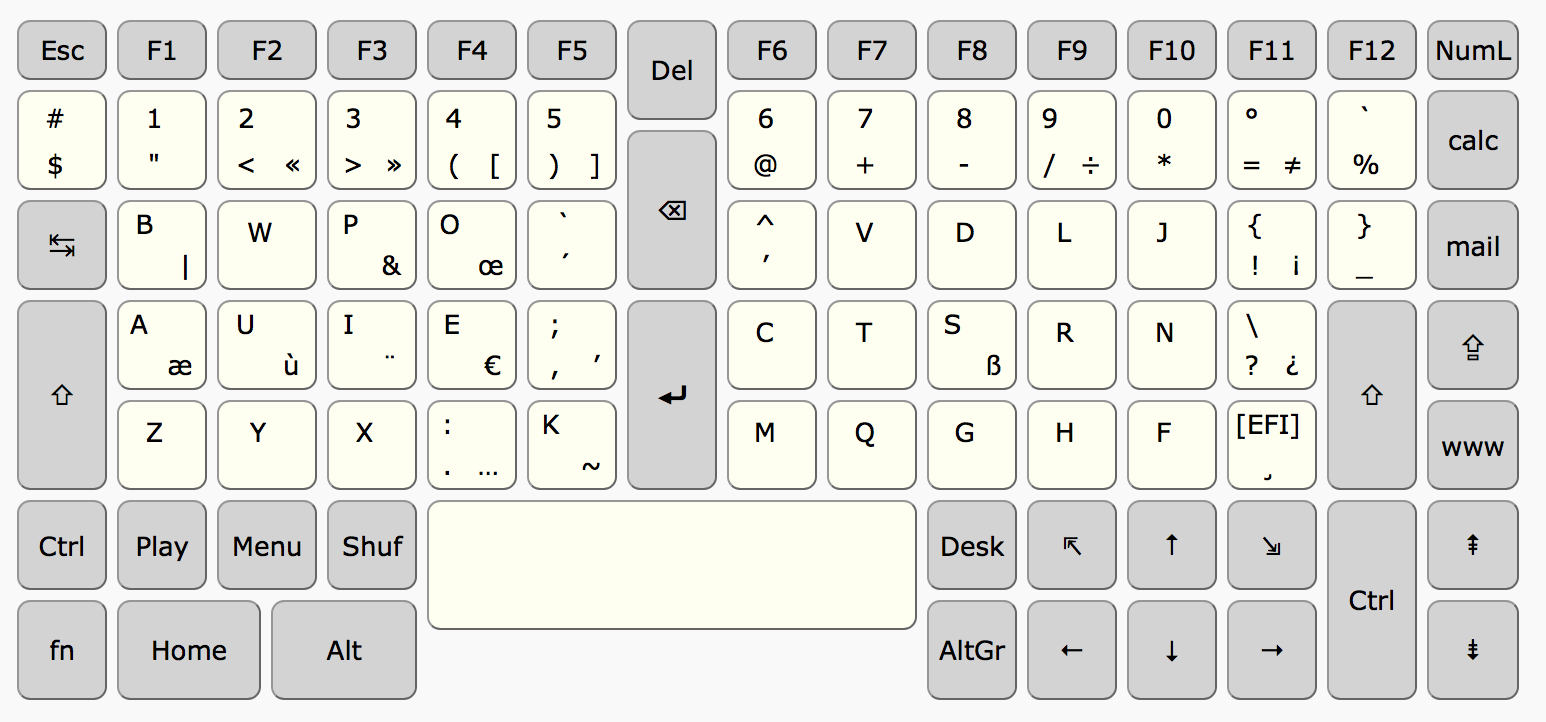 Esc F1 F2 F3 F4 F5 Del F6 F7 F8 F9 F10 F11 F12 NumL
# 1 2 3 4 5 6 7 8 9 0 ° ` calc
$ " < « > » ( [ ) ] ⌫ @ + - / ÷ * = ≠ %
↹ B W P O ` ^ V D L J { } mail
| & œ ´ ’ ! ¡ _
⇧ A U I E ; ↵ C T S R N \ ⇧ ⇪
æ ù ¨ € , ’ ß ? ¿
Z Y X : K M Q G H F [EFI] www
. … ~ ¸
Ctrl Play Menu Shuf Desk ⇱ ↑ ⇲ Ctrl ⇞
fn Home Alt AltGr ← ↓ → ⇟